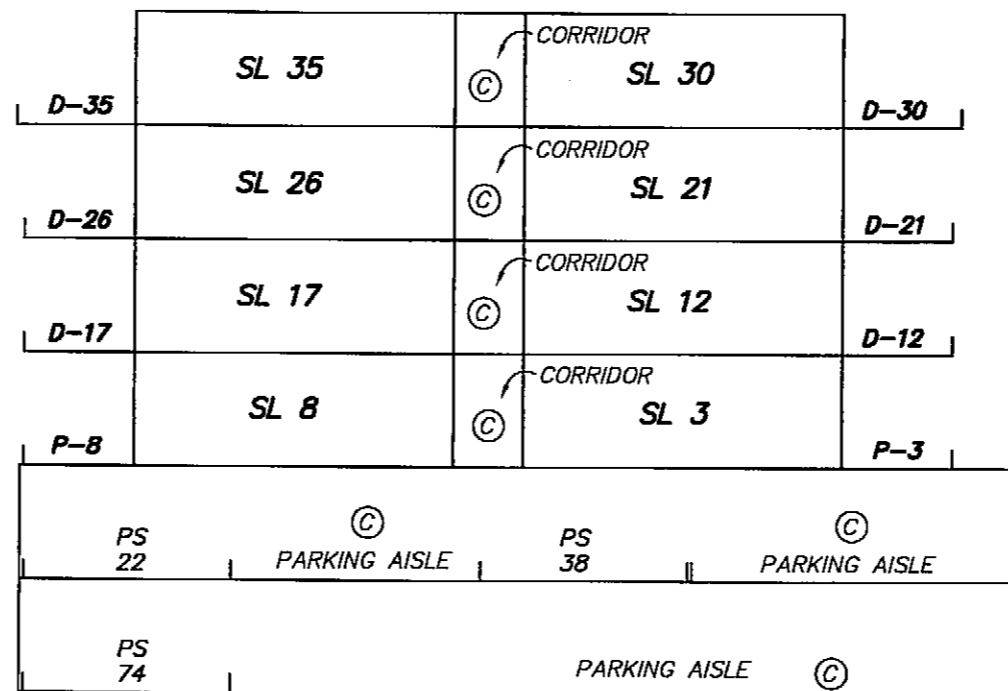 CORRIDOR
SL 35
C
SL 30
D-35
D-30
CORRIDOR
SL 26
C
SL 21
D-26
D-21
CORRIDOR
SL 17
C
SL 12
D-17
D-12
CORRIDOR
SL 8
C
SL 3
P-8
P-3
PS
22
C
PARKING AISLE
PS
38
C
PARKING AISLE
PS
74
PARKING AISLE C